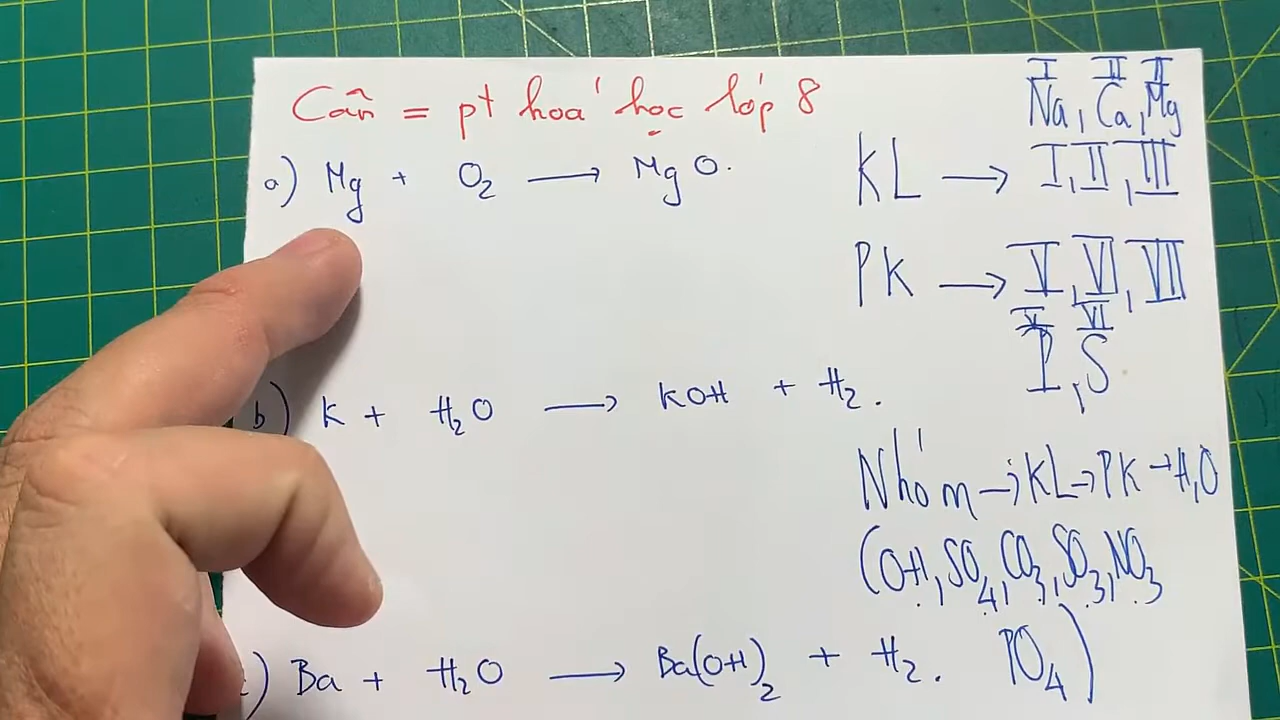 Cân = pt hoá học lớp 8
a) Mg + O2 → MgO.
b) K + H2O → KOH + H2.
c) Ba + H2O → Ba(OH)2 + H2.
I II II
Na, Ca, Mg
KL → I, II, III
PK → V, VI, VII
V VI
P, S
Nhóm → KL → PK → H, O
(OH, SO4, CO3, SO3, NO3
PO4)